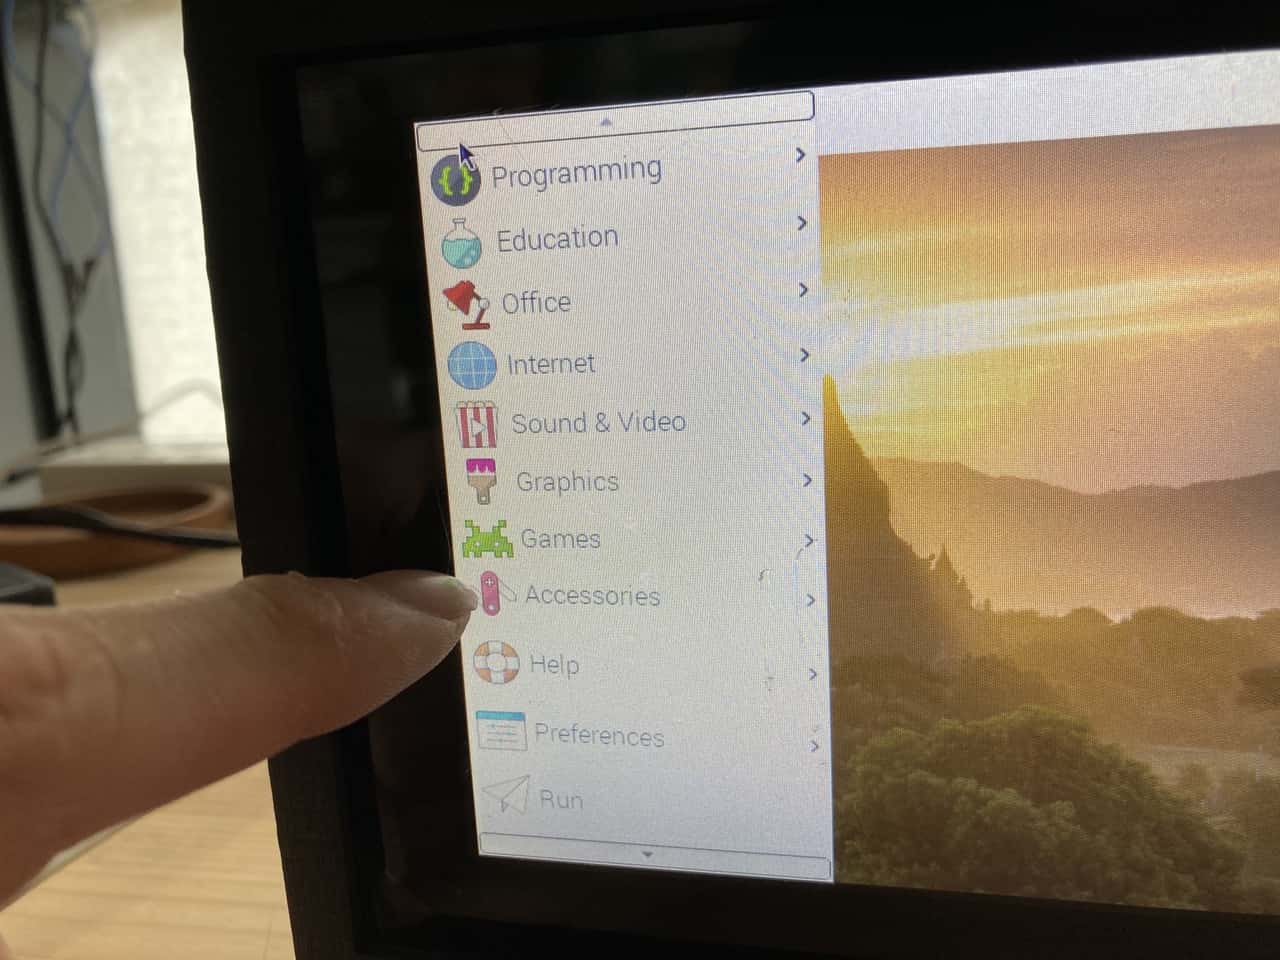 Programming
Education
Office
Internet
Sound & Video
Graphics
Games
Accessories
Help
Preferences
Run